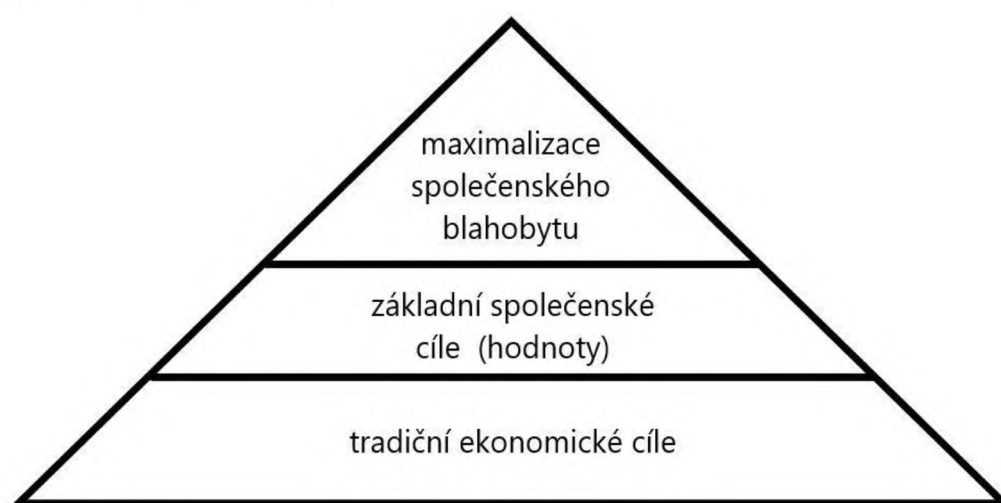 maximalizace
společenského
blahobytu
základní společenské
cíle (hodnoty)
tradiční ekonomické cíle